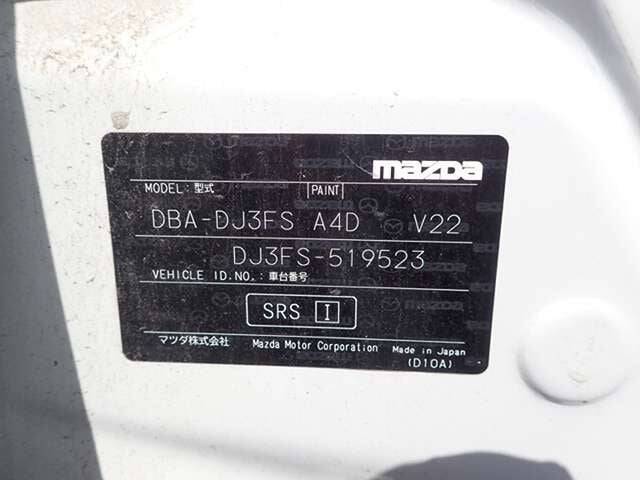 mazda
MODEL: 型式 PAINT
DBA-DJ3FS A4D V22
DJ3FS-519523
VEHICLE ID.NO.: 車台番号
SRS I
マツダ株式会社 Mazda Motor Corporation Made in Japan
(D10A)